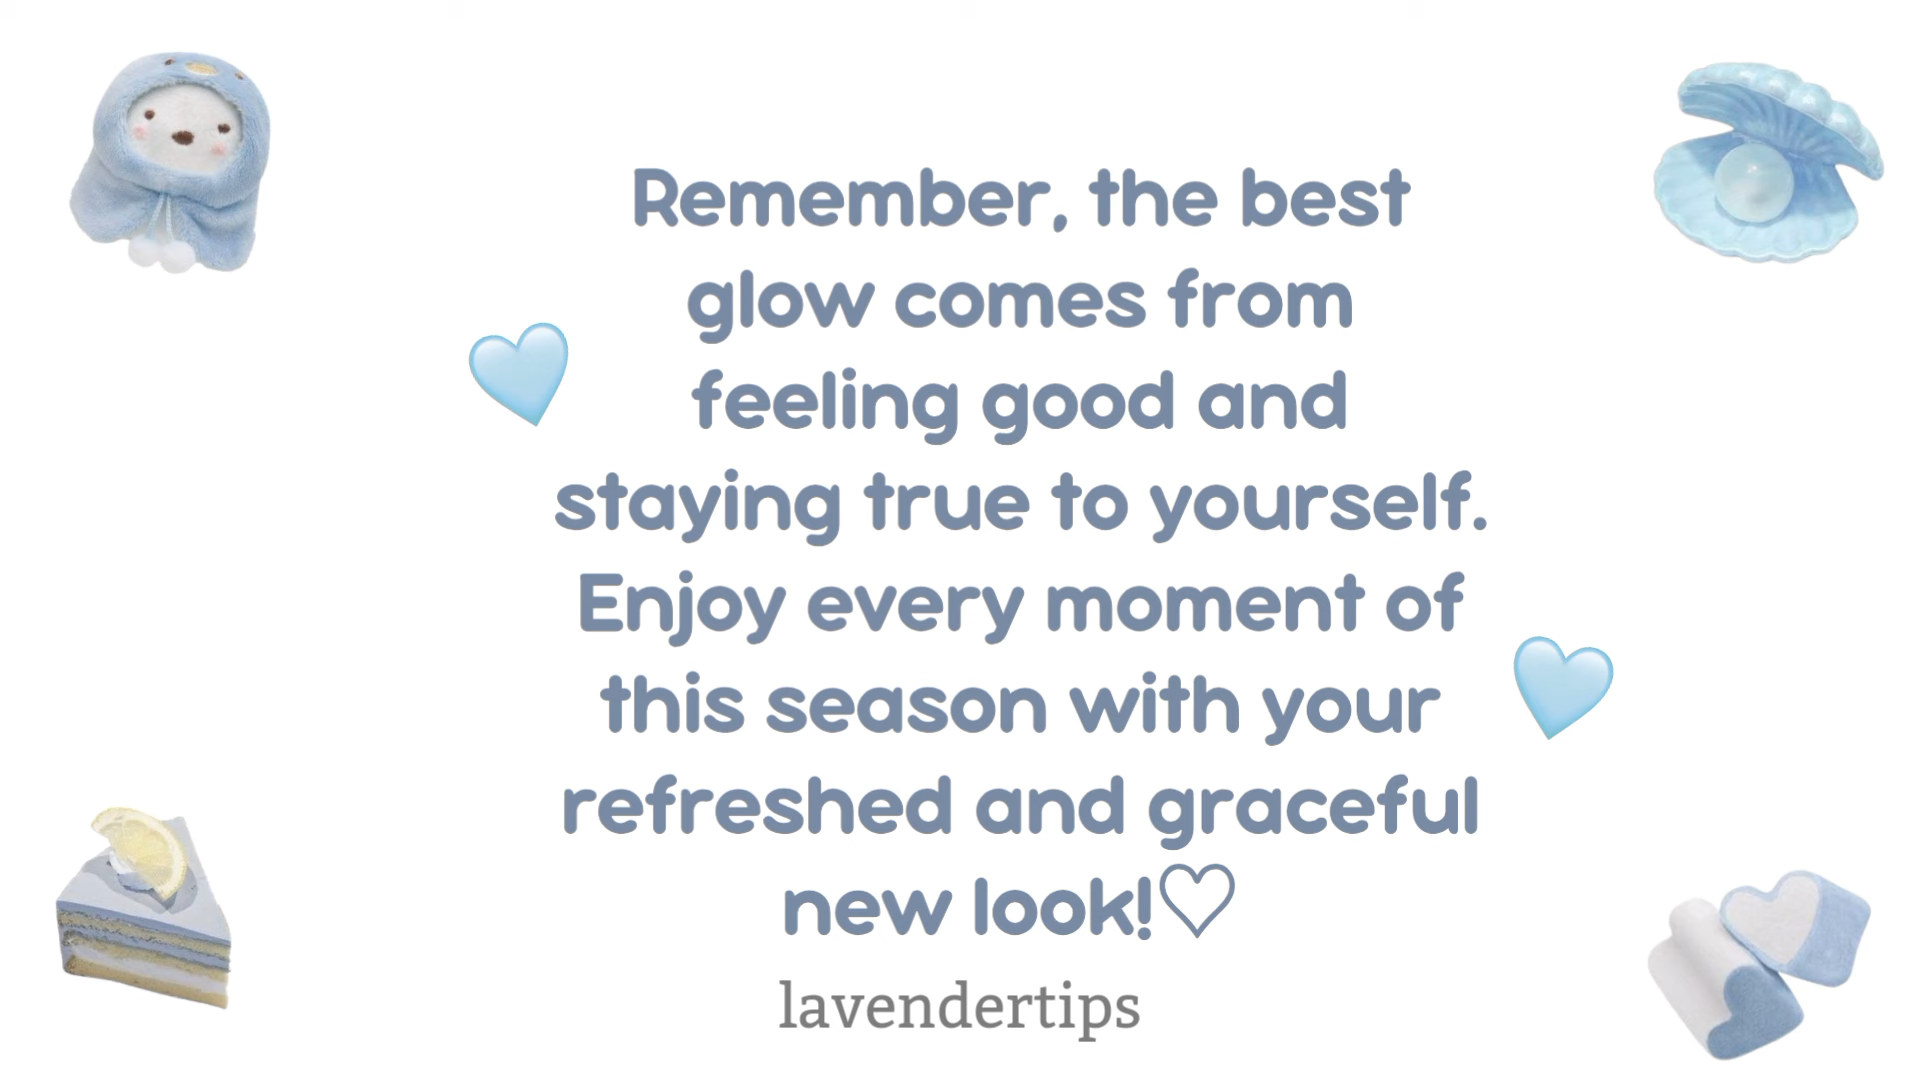 Remember, the best
glow comes from
feeling good and
staying true to yourself.
Enjoy every moment of
this season with your
refreshed and graceful
new look!♡
lavendertips